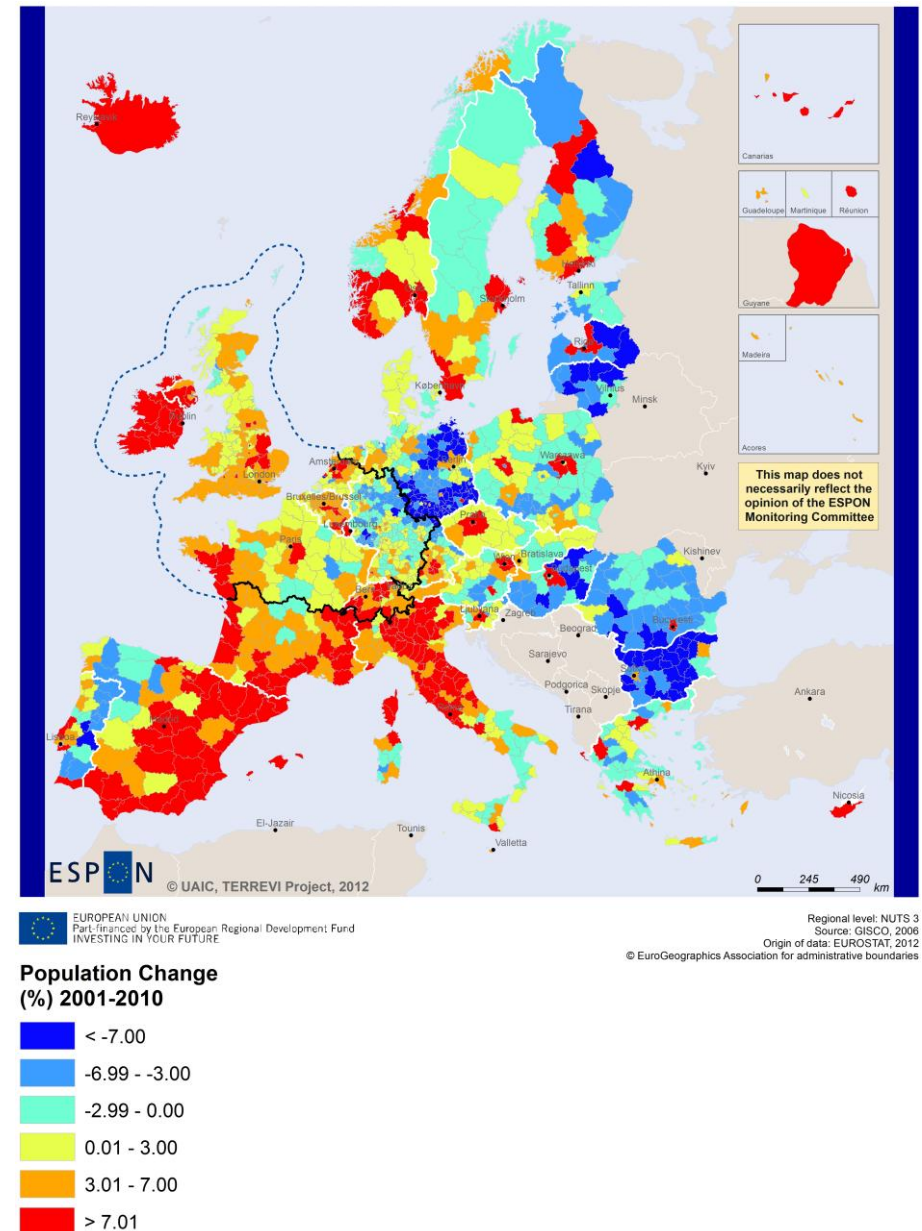 Reykjavik
Canarias
Guadeloupe
Martinique
Réunion
Guyane
Madeira
Acores
This map does not
necessarily reflect the
opinion of the ESPON
Monitoring Committee
Tallinn
Stockholm
Riga
København
Vilnius
Minsk
Dublin
London
Amsterdam
Berlin
Warszawa
Kyiv
Bruxelles/Brussel
Luxembourg
Praha
Paris
Wien
Bratislava
Budapest
Kishinev
Bern
Ljubljana
Zagreb
Bucuresti
Beograd
Sarajevo
Sofia
Podgorica
Skopje
Tirana
Ankara
Roma
Madrid
Lisboa
Athina
Nicosia
El-Jazair
Tounis
Valletta
ESPON
© UAIC, TERREVI Project, 2012
0 245 490
km
EUROPEAN UNION
Part-financed by the European Regional Development Fund
INVESTING IN YOUR FUTURE
Regional level: NUTS 3
Source: GISCO, 2006
Origin of data: EUROSTAT, 2012
© EuroGeographics Association for administrative boundaries
Population Change
(%) 2001-2010
< -7.00
-6.99 - -3.00
-2.99 - 0.00
0.01 - 3.00
3.01 - 7.00
> 7.01